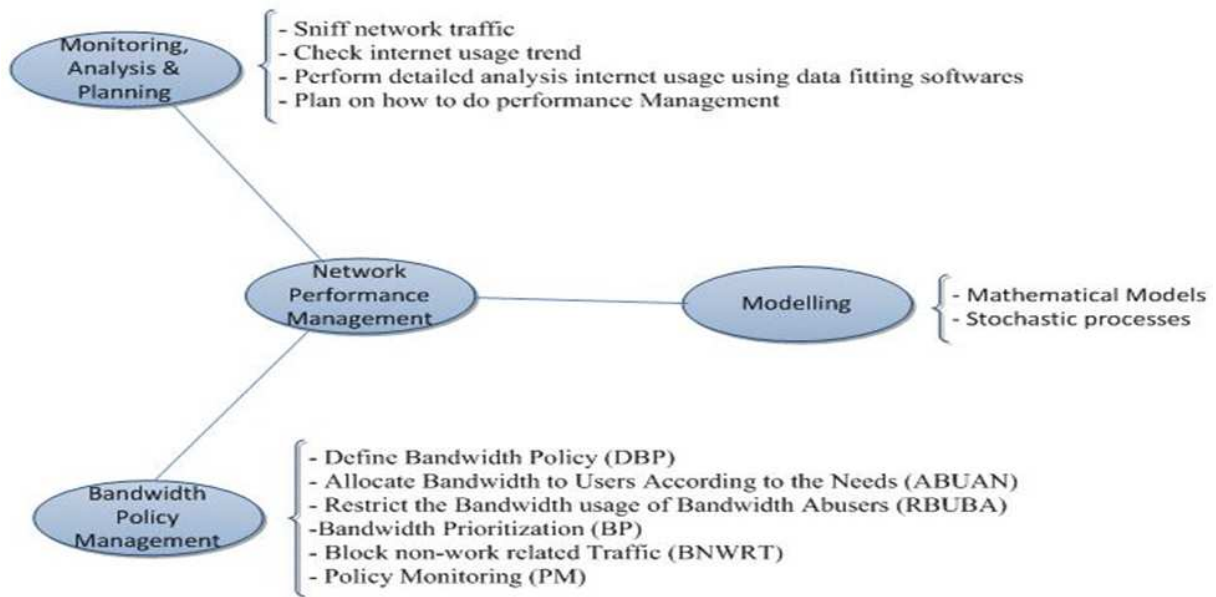 Monitoring,
Analysis &
Planning
- Sniff network traffic
- Check internet usage trend
- Perform detailed analysis internet usage using data fitting softwares
- Plan on how to do performance Management
Network
Performance
Management
Modelling
- Mathematical Models
- Stochastic processes
Bandwidth
Policy
Management
- Define Bandwidth Policy (DBP)
- Allocate Bandwidth to Users According to the Needs (ABUAN)
- Restrict the Bandwidth usage of Bandwidth Abusers (RBUBA)
-Bandwidth Prioritization (BP)
- Block non-work related Traffic (BNWRT)
- Policy Monitoring (PM)